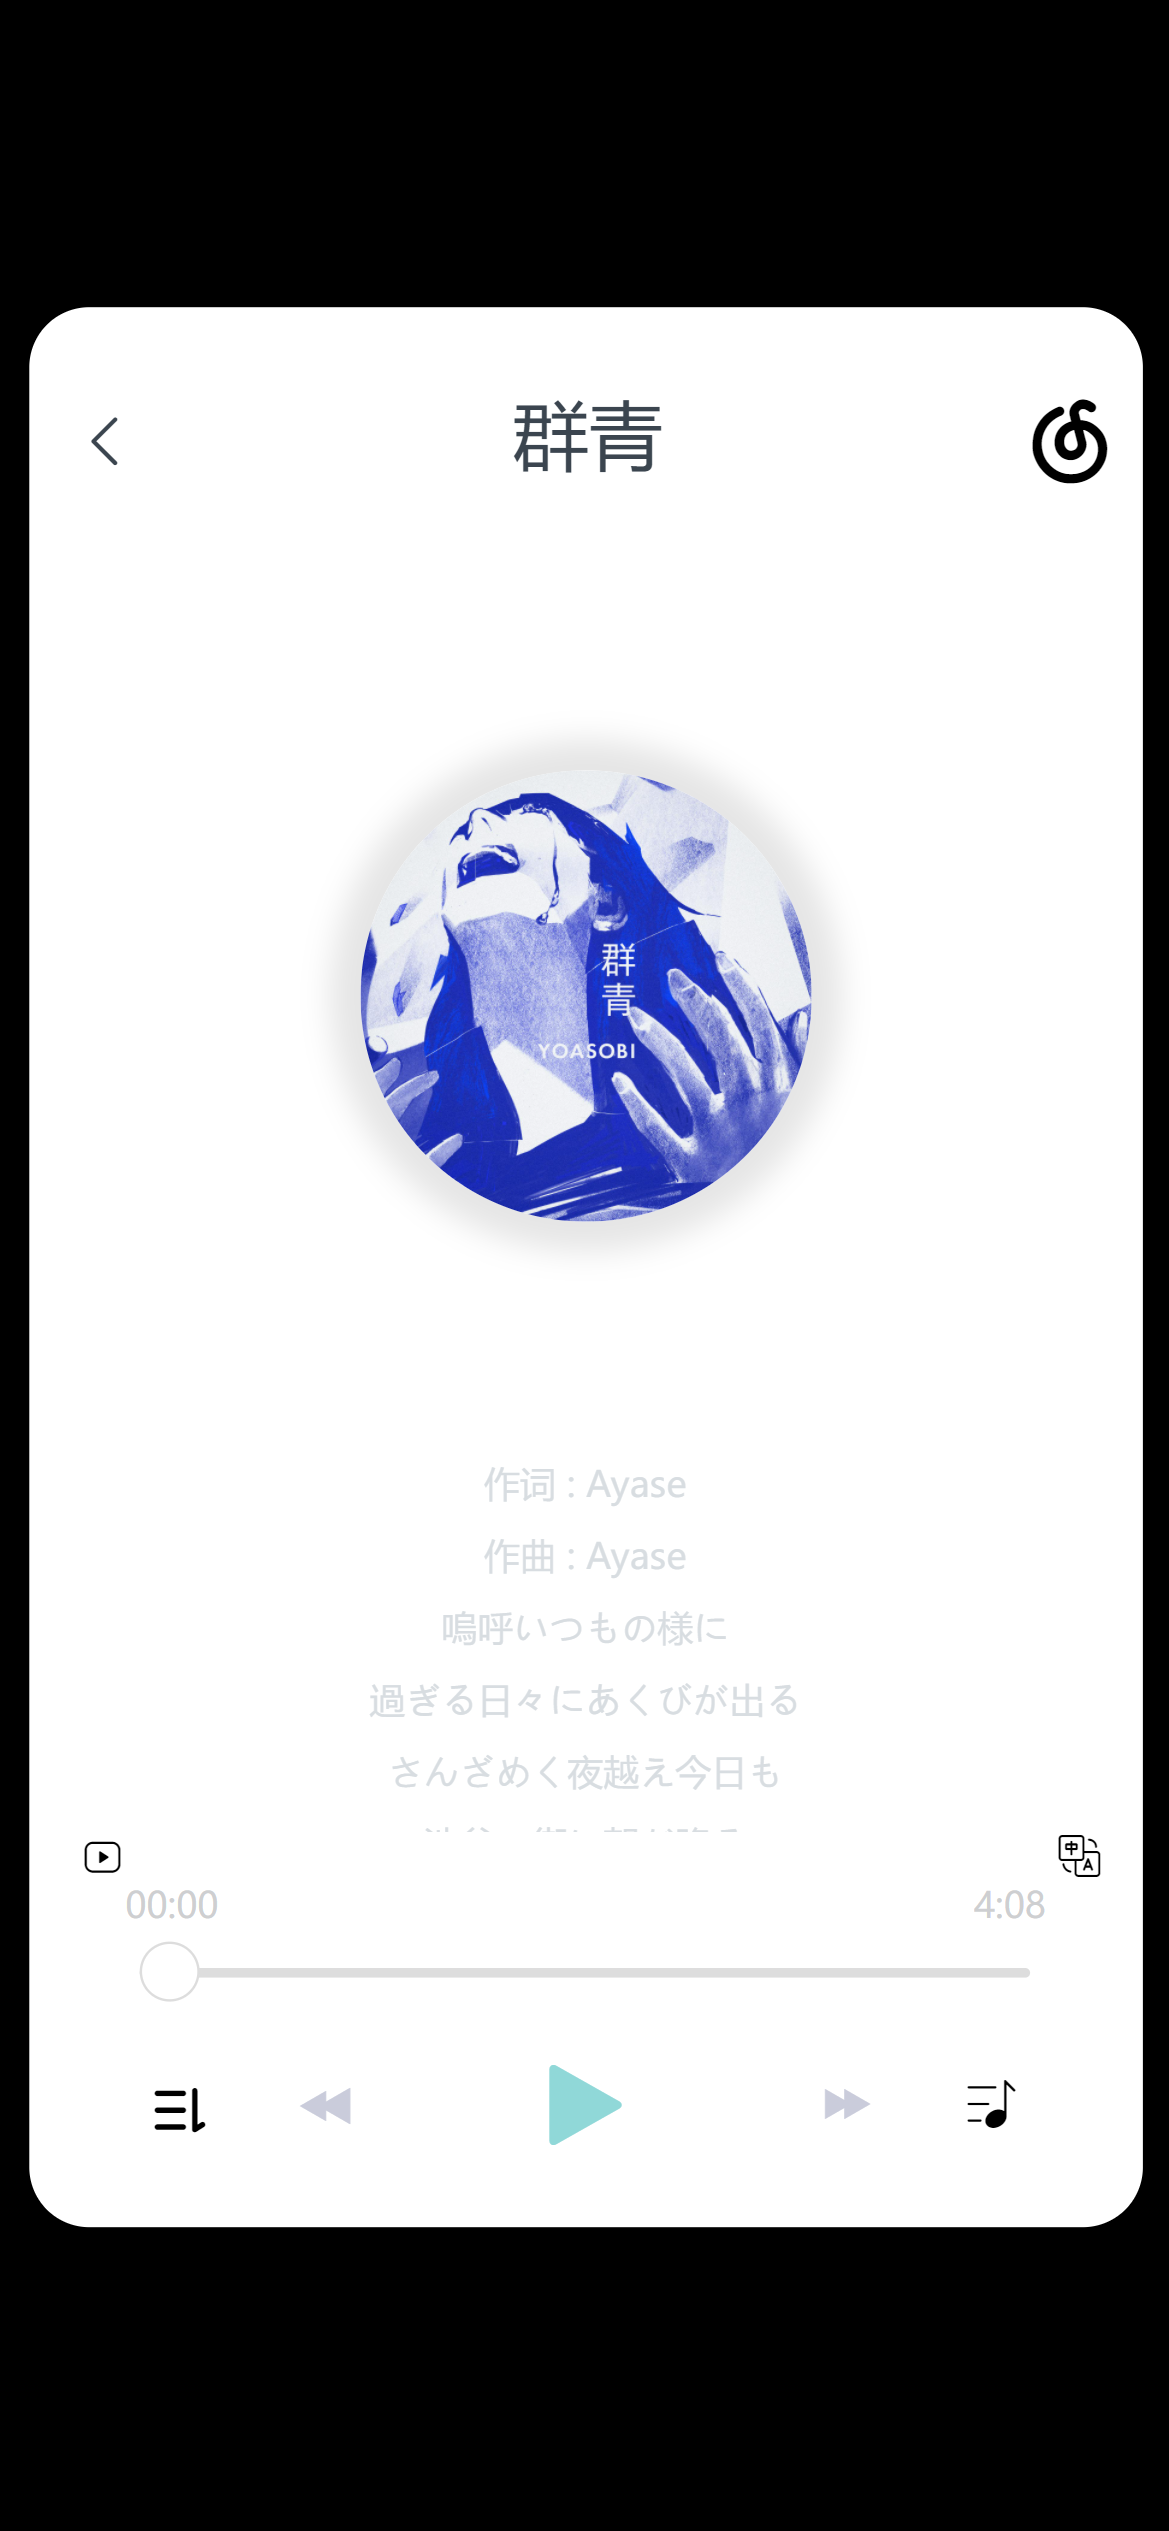 群青
群
青
YOASOBI
作词 : Ayase
作曲 : Ayase
嗚呼いつもの様に
過ぎる日々にあくびが出る
さんざめく夜越え今日も
中
A
00:00
4:08